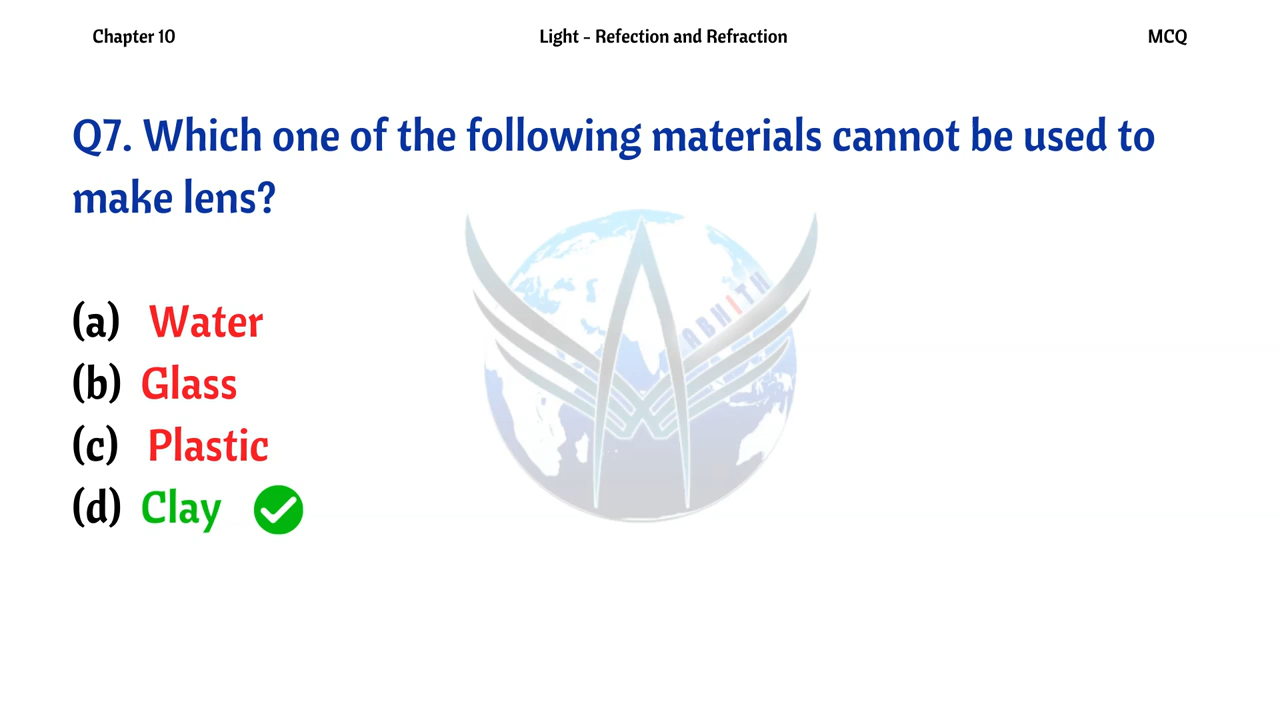 Chapter 10
Light - Refection and Refraction
MCQ
Q7. Which one of the following materials cannot be used to
make lens?
ABHITH
(a) Water
(b) Glass
(c) Plastic
(d) Clay